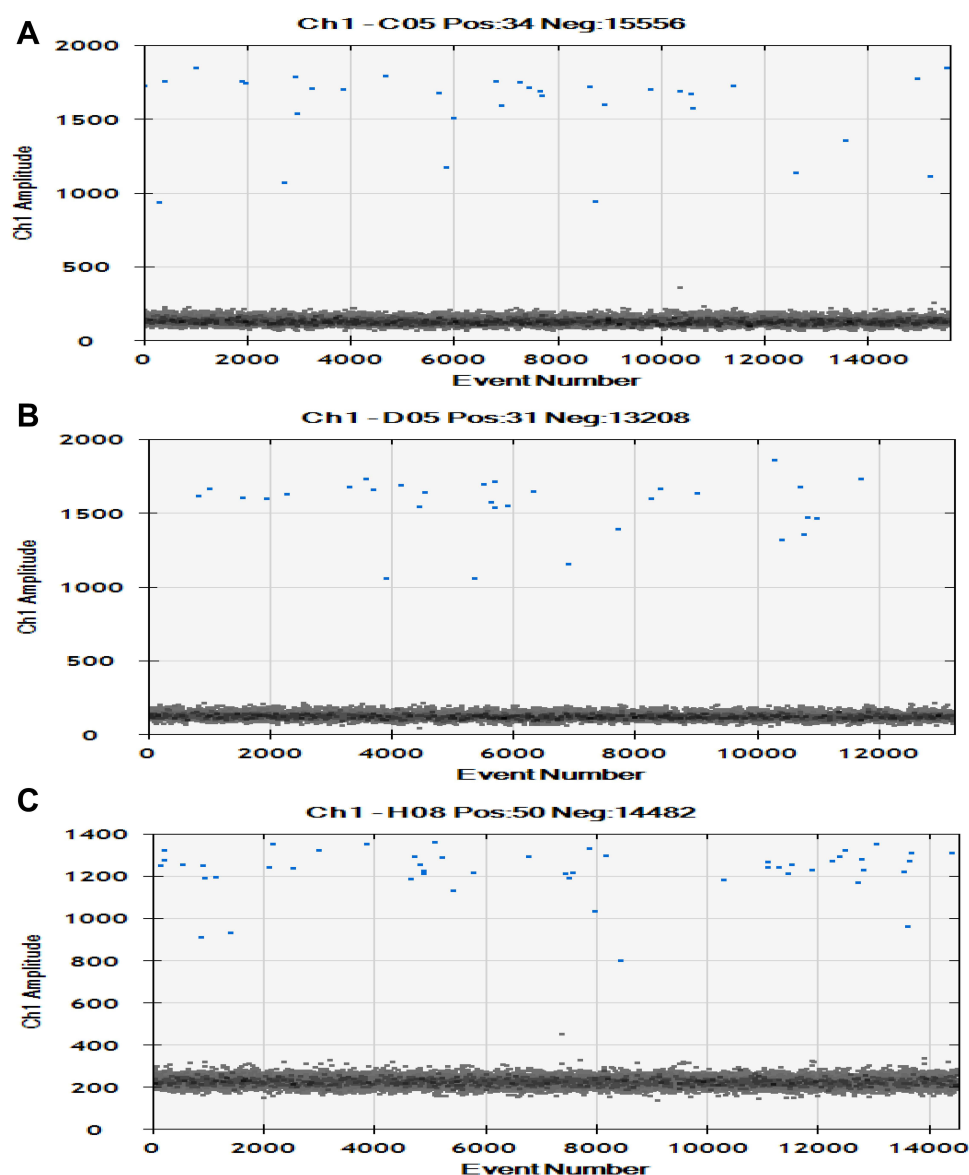 A
Ch1 - C05 Pos:34 Neg:15556
2000
1500
1000
500
0
Ch1 Amplitude
0 2000 4000 6000 8000 10000 12000 14000
Event Number
B
Ch1 - D05 Pos:31 Neg:13208
2000
1500
1000
500
0
Ch1 Amplitude
0 2000 4000 6000 8000 10000 12000
Event Number
C
Ch1 - H08 Pos:50 Neg:14482
1400
1200
1000
800
600
400
200
0
Ch1 Amplitude
0 2000 4000 6000 8000 10000 12000 14000
Event Number